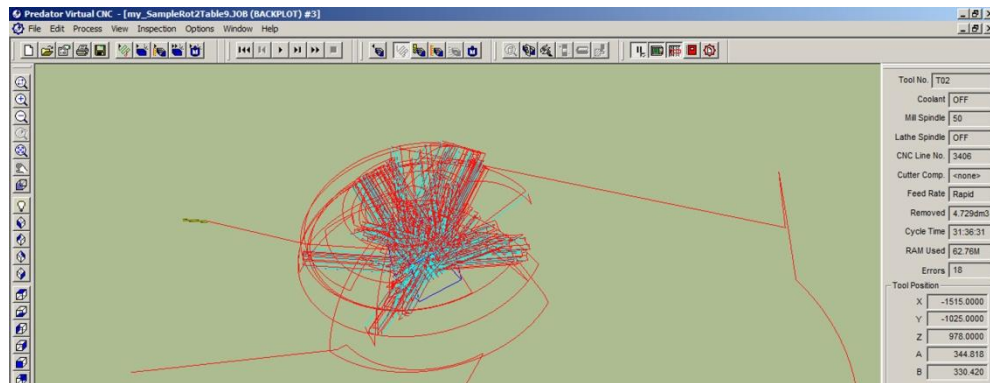 Predator Virtual CNC - [my_SampleRot2Table9.JOB (BACKPLOT) #3]
File Edit Process View Inspection Options Window Help
Tool No. T02
Coolant OFF
Mill Spindle 50
Lathe Spindle OFF
CNC Line No. 3406
Cutter Comp. <none>
Feed Rate Rapid
Removed 4.729dm3
Cycle Time 31:36:31
RAM Used 62.76M
Errors 18
Tool Position
X -1515.0000
Y -1025.0000
Z 978.0000
A 344.818
B 330.420